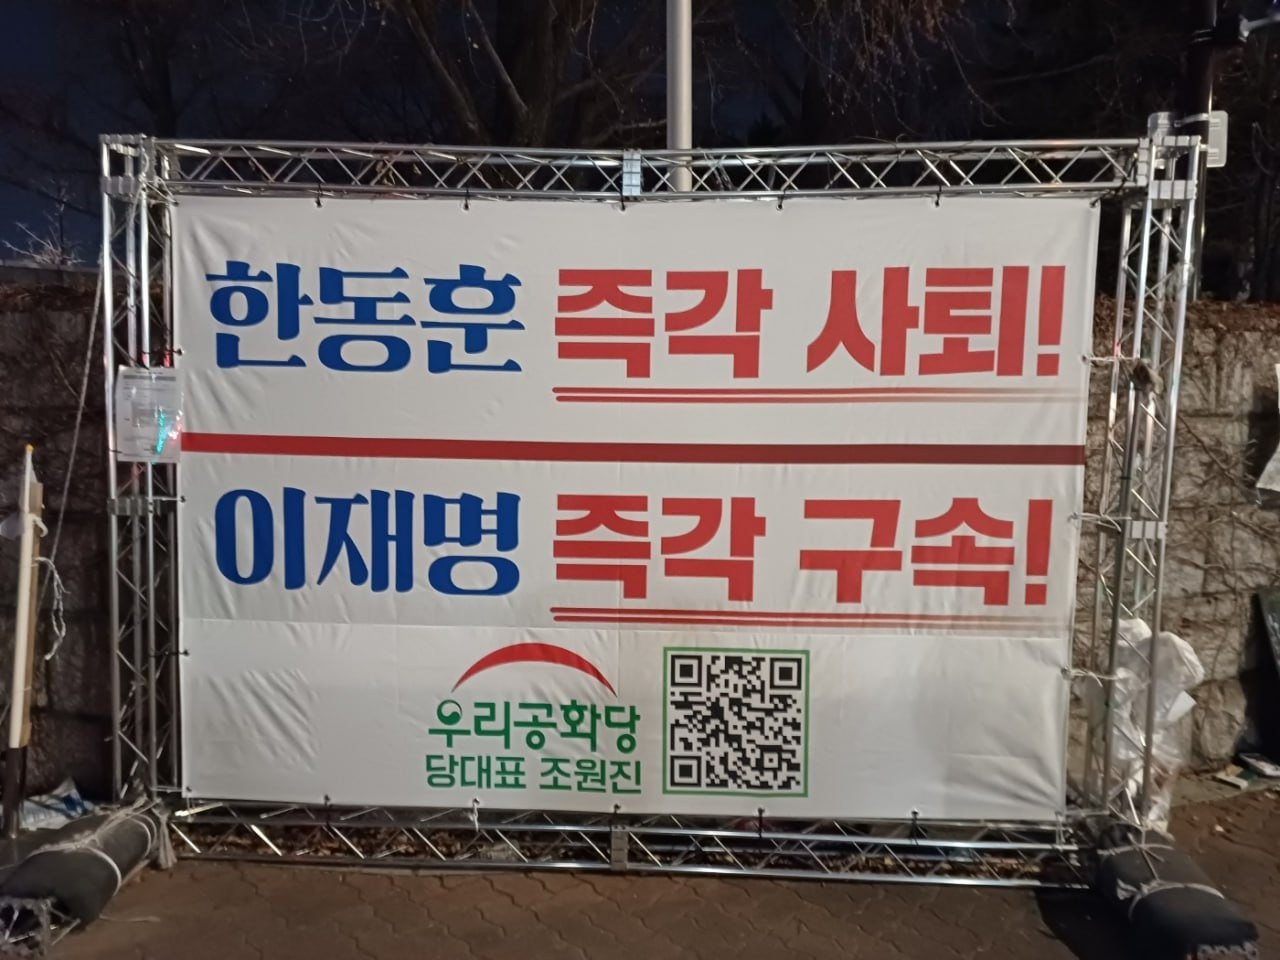 한동훈 즉각 사퇴!
이재명 즉각 구속!
우리공화당
당대표 조원진